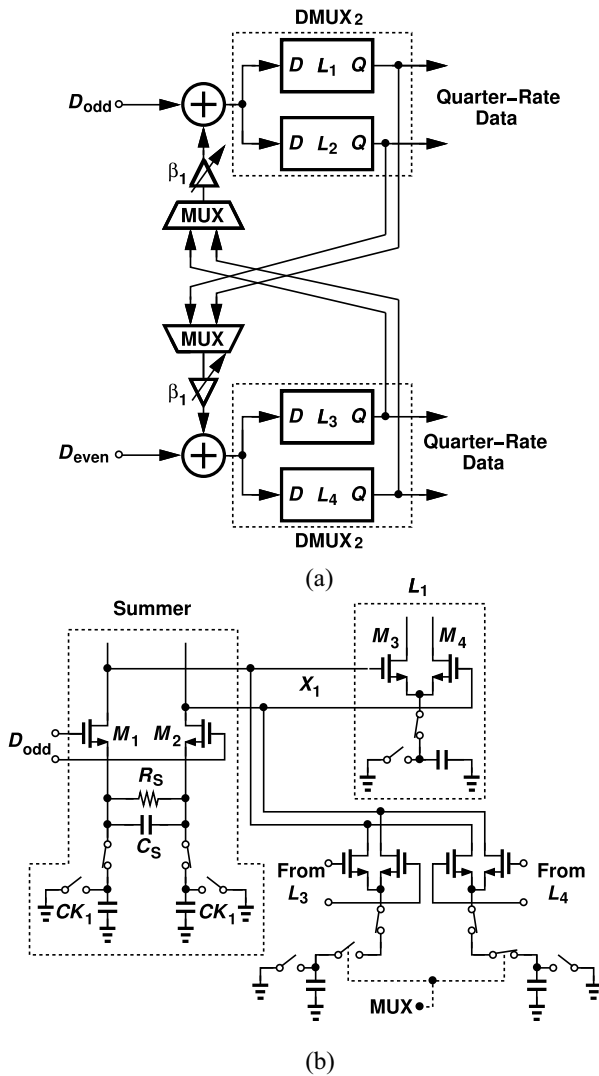 DMUX2
D L1 Q
Dodd
D L2 Q
Quarter–Rate
Data
β1
MUX
MUX
β1
D L3 Q
Deven
D L4 Q
Quarter–Rate
Data
DMUX2
(a)
Summer
L1
M3 M4
X1
Dodd
M1 M2
RS
CS
CK1 CK1
From
L3
From
L4
MUX
(b)